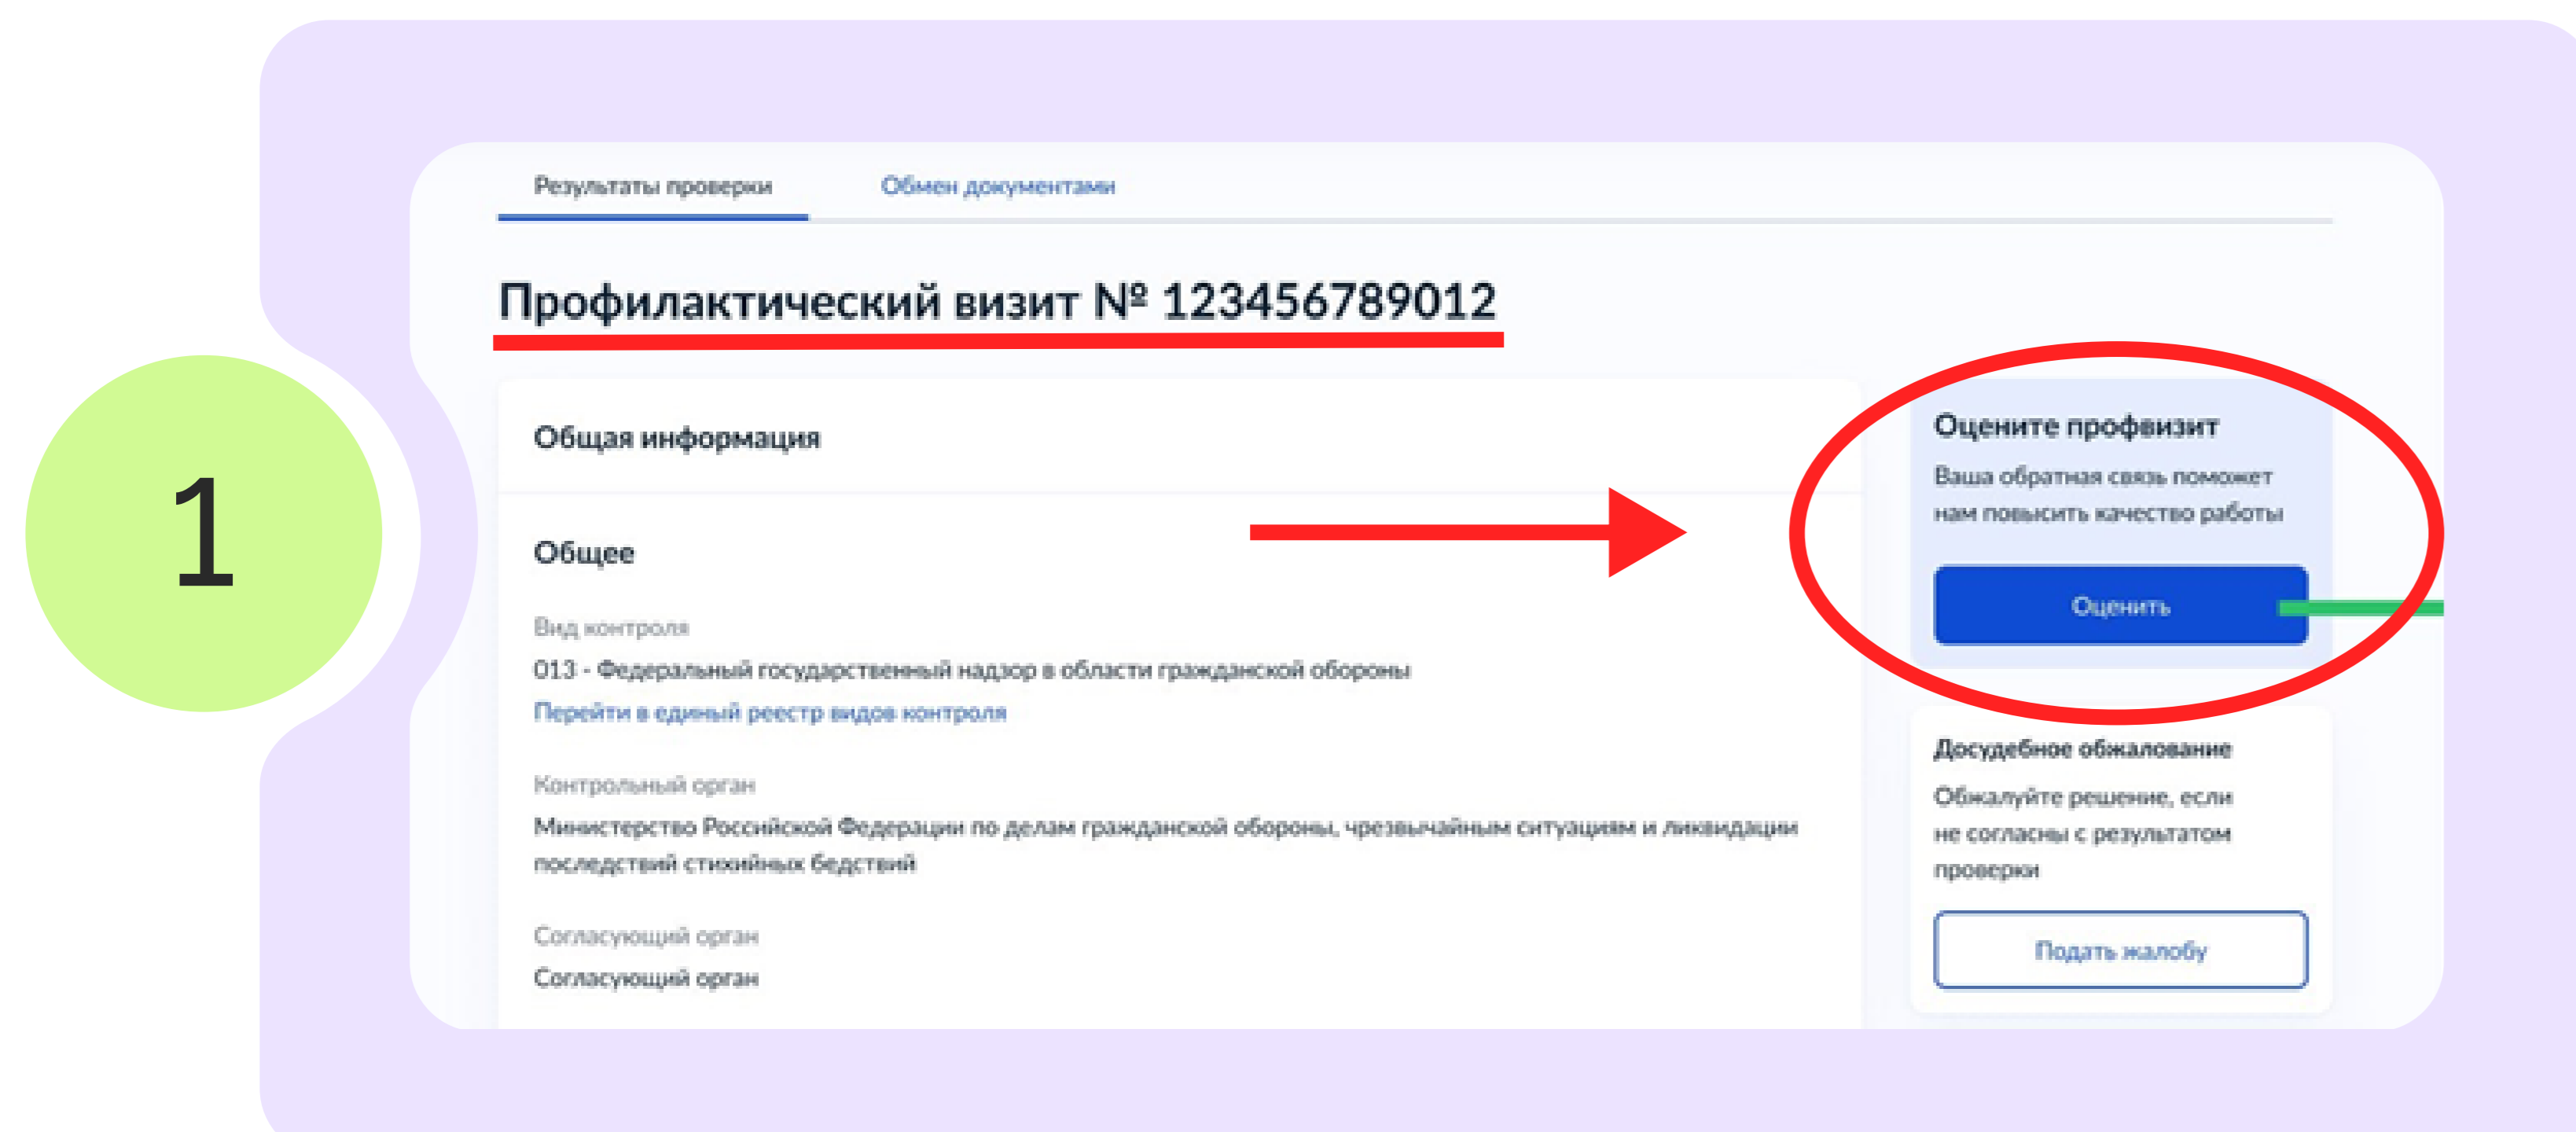 1
Результаты проверки
Обмен документами
Профилактический визит № 123456789012
Общая информация
Общее
Вид контроля
013 - Федеральный государственный надзор в области гражданской обороны
Перейти в единый реестр видов контроля
Контрольный орган
Министерство Российской Федерации по делам гражданской обороны, чрезвычайным ситуациям и ликвидации
последствий стихийных бедствий
Согласующий орган
Согласующий орган
Оцените профвизит
Ваша обратная связь поможет
нам повысить качество работы
Оценить
Досудебное обжалование
Обжалуйте решение, если
не согласны с результатом
проверки
Подать жалобу